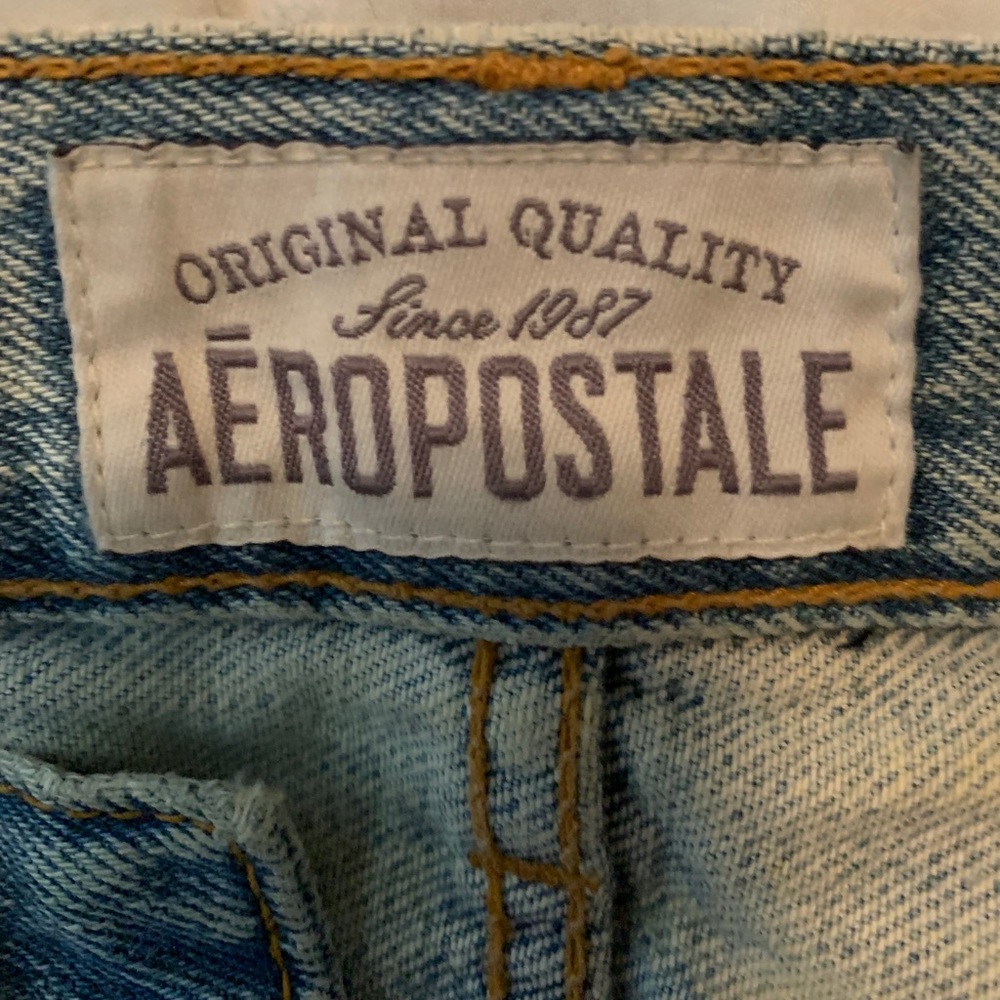 ORIGINAL QUALITY
Since 1987
AĒROPOSTALE